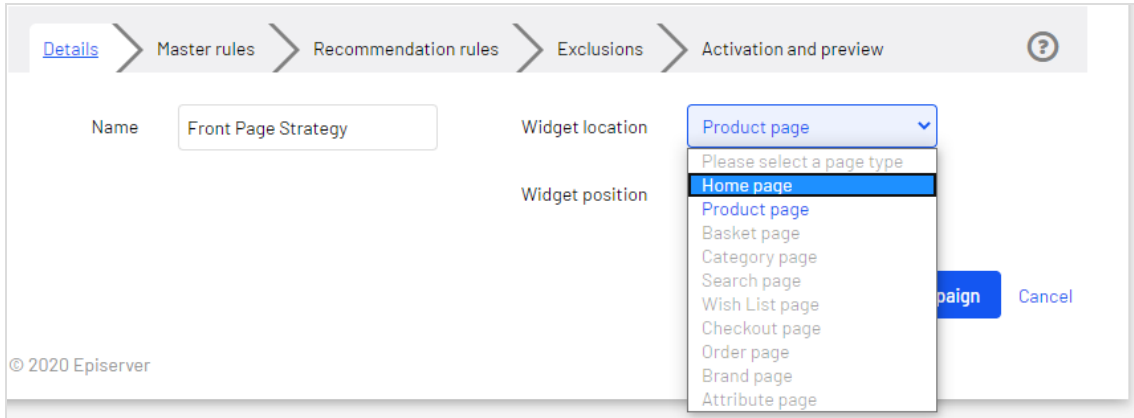 Details Master rules Recommendation rules Exclusions Activation and preview ?
Name Front Page Strategy Widget location Product page
Please select a page type
Home page
Widget position
Product page
Basket page
Category page
Search page
Wish List page
paign Cancel
Checkout page
Order page
© 2020 Episerver
Brand page
Attribute page